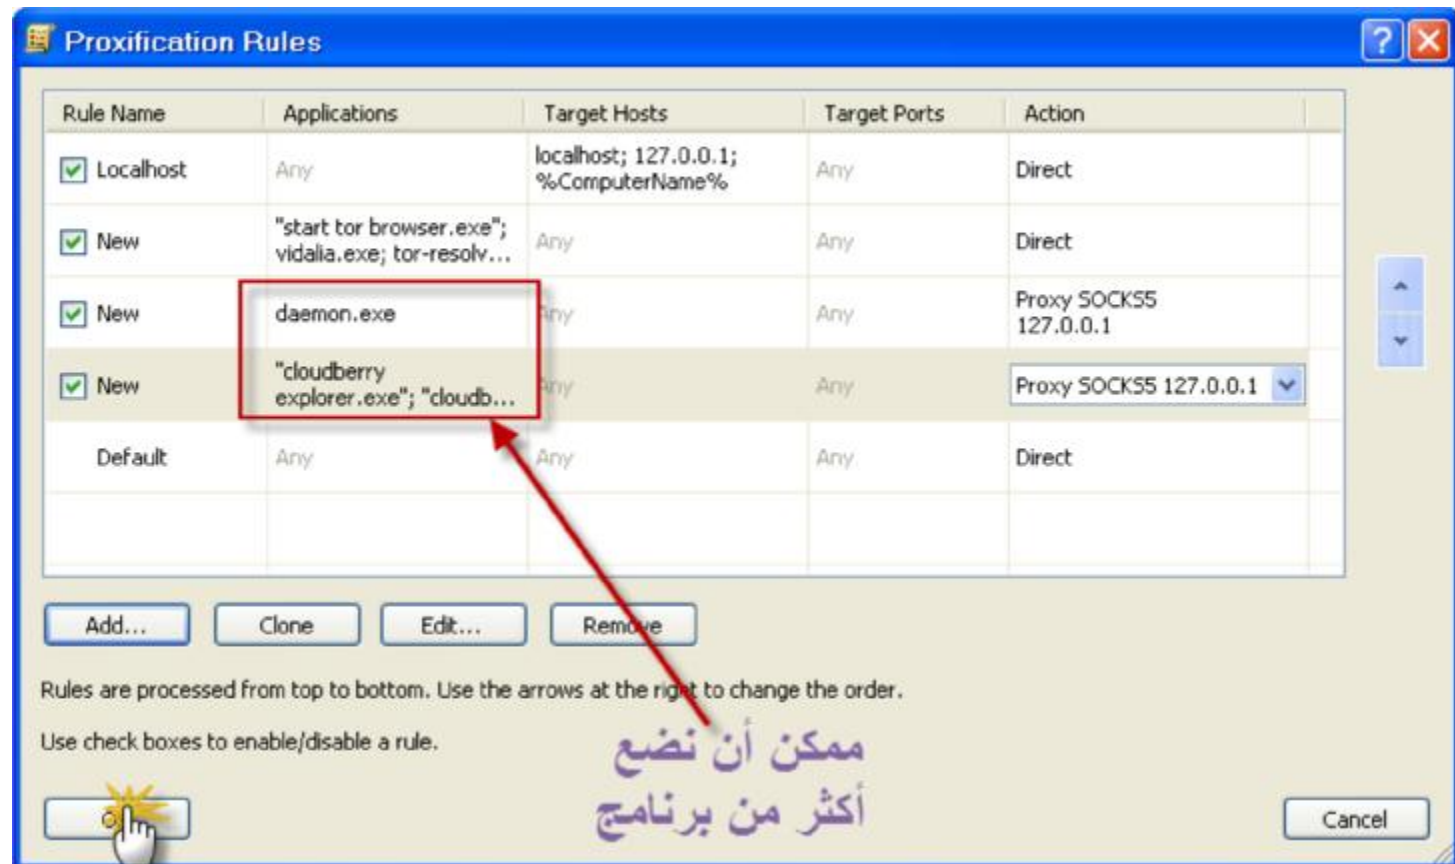 Proxification Rules
Rule Name Applications Target Hosts Target Ports Action
Localhost Any localhost; 127.0.0.1; Any Direct
%ComputerName%
New "start tor browser.exe"; Any Any Direct
vidalia.exe; tor-resolv...
New daemon.exe Any Any Proxy SOCKS5
127.0.0.1
New "cloudberry Any Any Proxy SOCKS5 127.0.0.1
explorer.exe"; "cloudb...
Default Any Any Any Direct
Add... Clone Edit... Remove
Rules are processed from top to bottom. Use the arrows at the right to change the order.
Use check boxes to enable/disable a rule.
ممكن أن نضع
أكثر من برنامج
Cancel